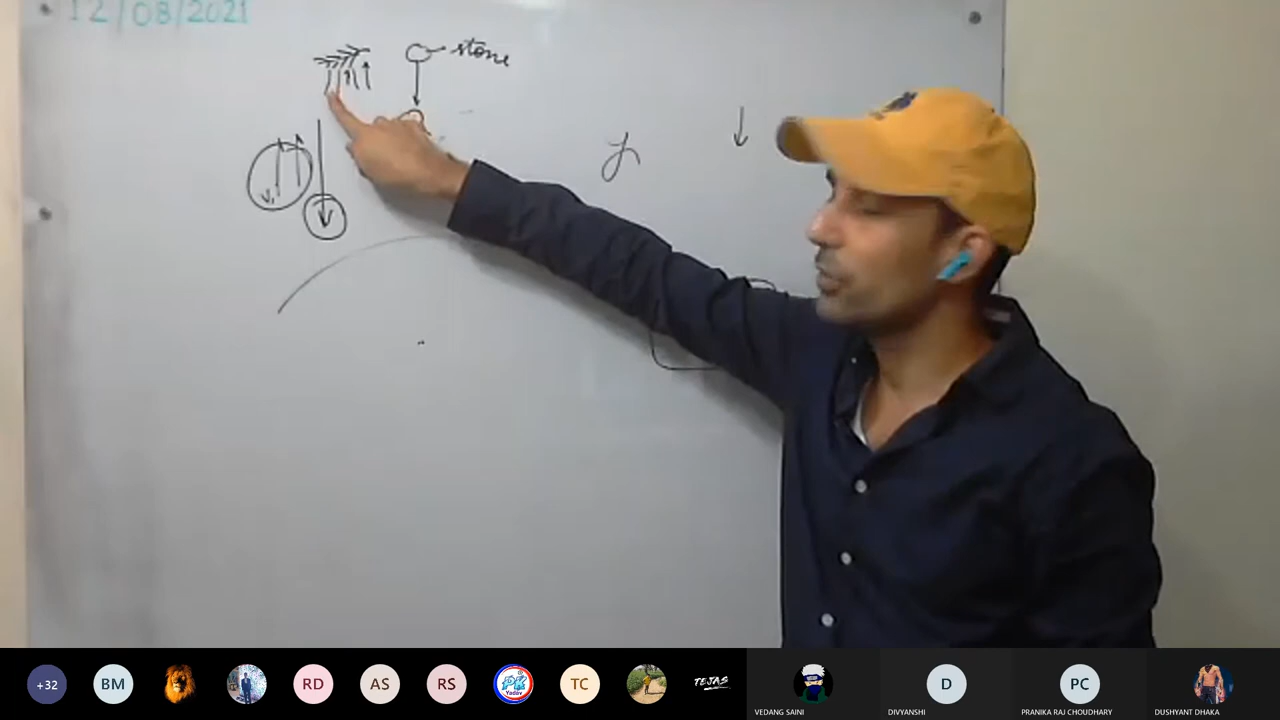 12/08/2021
stone
+32
BM
RD
AS
RS
Yadav
TC
TEJAS
D
PC
VEDANG SAINI
DIVYANSHI
PRANIKA RAJ CHOUDHARY
DUSHYANT DHAKA